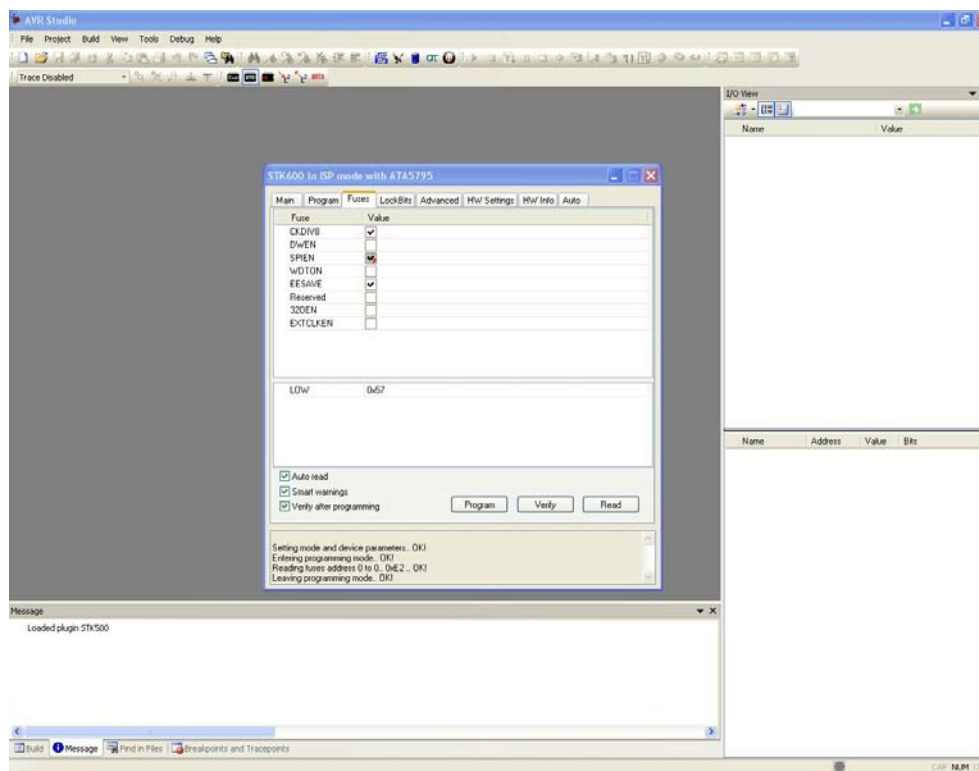 AVR Studio
File Project Build View Tools Debug Help
Trace Disabled
I/O View
Name Value
STK600 in ISP mode with ATA5795
Main Program Fuses LockBits Advanced HW Settings HW Info Auto
Fuse Value
CKDIV8
DWEN
SPIEN
WDTON
EESAVE
Reserved
32OEN
EXTCLKEN
LOW 0x57
Name Address Value Bits
Auto read
Smart warnings
Verify after programming
Program Verify Read
Setting mode and device parameters.. OK!
Entering programming mode.. OK!
Reading fuses address 0 to 0.. 0xE2 .. OK!
Leaving programming mode.. OK!
Message
Loaded plugin STK500
Build Message Find in Files Breakpoints and Tracepoints
CAP NUM